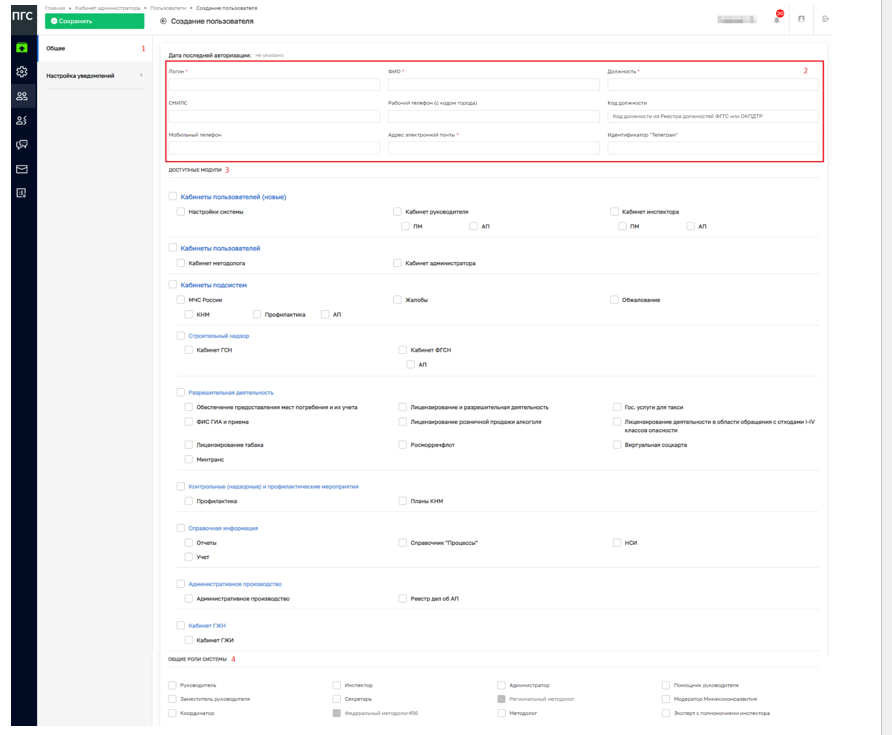 Главная • Кабинет администратора • Пользователи • Создание пользователя
пгс
Сохранить
Создание пользователя
20
Общее 1
Настройка уведомлений
Дата последней авторизации: не указано
Логин * ФИО * Должность * 2
СНИЛС Рабочий телефон (с кодом города) Код должности
Код должности из Реестра должностей ФГГС или ОКПДТР
Мобильный телефон Адрес электронной почты * Идентификатор "Телеграм"
ДОСТУПНЫЕ МОДУЛИ 3
Кабинеты пользователей (новые)
Настройки системы Кабинет руководителя Кабинет инспектора
ПМ АП ПМ АП
Кабинеты пользователей
Кабинет методолога Кабинет администратора
Кабинеты подсистем
МЧС России Жалобы Обжалование
КНМ Профилактика АП
Строительный надзор
Кабинет ГСН Кабинет ФГСН
АП
Разрешительная деятельность
Обеспечение предоставления мест погребения и их учета Лицензирование и разрешительная деятельность Гос. услуги для такси
ФИС ГИА и приема Лицензирование розничной продажи алкоголя Лицензирование деятельности в области обращения с отходами I-IV
классов опасности
Лицензирование табака Росморречфлот Виртуальная соцкарта
Минтранс
Контрольные (надзорные) и профилактические мероприятия
Профилактика Планы КНМ
Справочная информация
Отчеты Справочник "Процессы" НСИ
Учет
Административное производство
Административное производство Реестр дел об АП
Кабинет ГЖН
Кабинет ГЖИ
ОБЩИЕ РОЛИ СИСТЕМЫ 4
Руководитель Инспектор Администратор Помощник руководителя
Заместитель руководителя Секретарь Региональный методолог Модератор Минэкономразвития
Координатор Федеральный методолог456 Методолог Эксперт с полномочиями инспектора